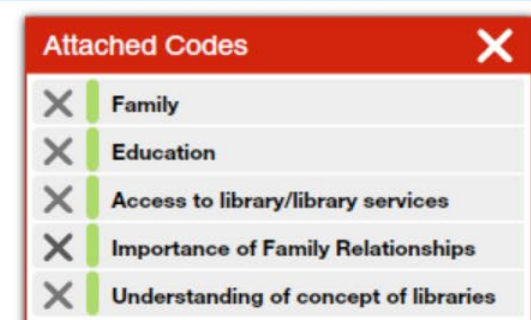 Attached Codes
Family
Education
Access to library/library services
Importance of Family Relationships
Understanding of concept of libraries